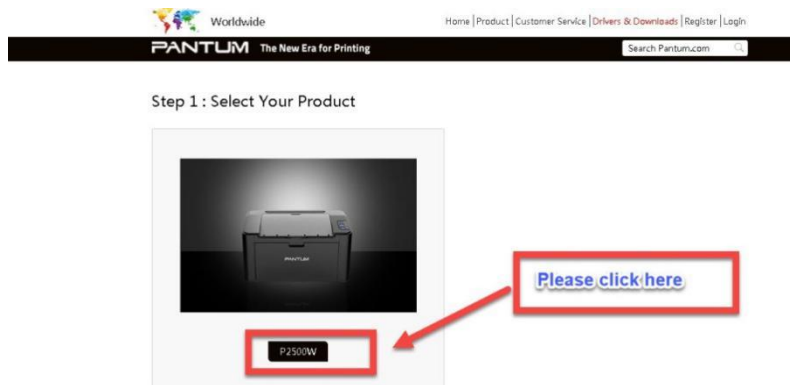 Worldwide
Home | Product | Customer Service | Drivers & Downloads | Register | Login
PANTUM The New Era for Printing
Search Pantum.com
Step 1 : Select Your Product
PANTUM
Please click here
P2500W